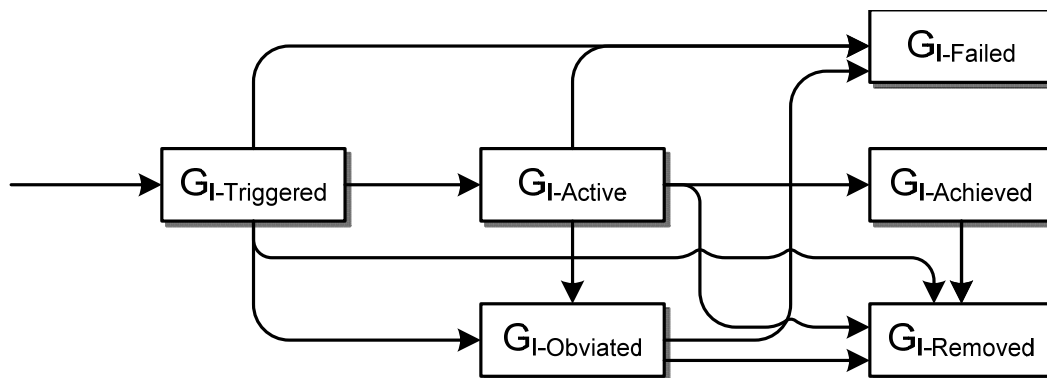 GI-Failed
GI-Triggered
GI-Active
GI-Achieved
GI-Obviated
GI-Removed